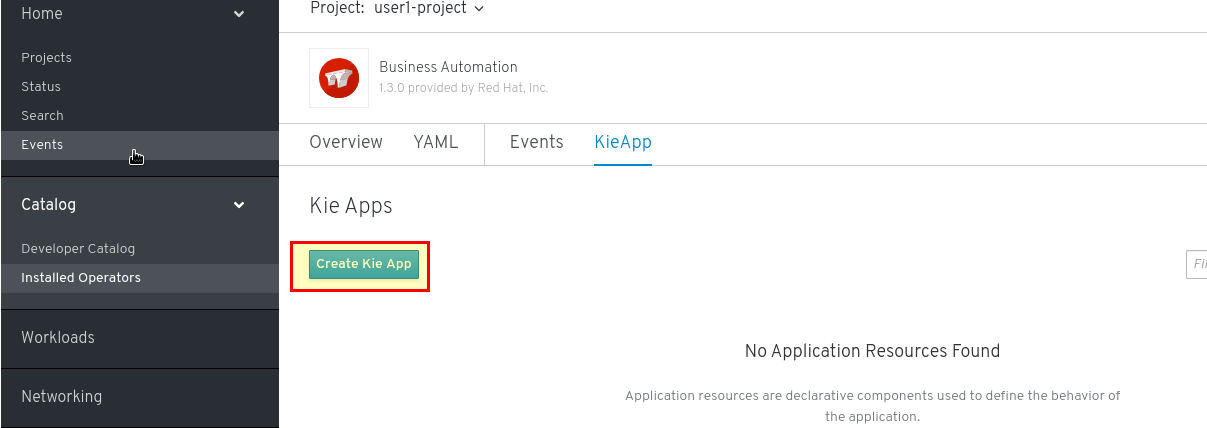 Home
Projects
Status
Search
Events
Catalog
Developer Catalog
Installed Operators
Workloads
Networking
Project: user1-project
Business Automation
1.3.0 provided by Red Hat, Inc.
Overview YAML Events KieApp
Kie Apps
Create Kie App
No Application Resources Found
Application resources are declarative components used to define the behavior of
the application.